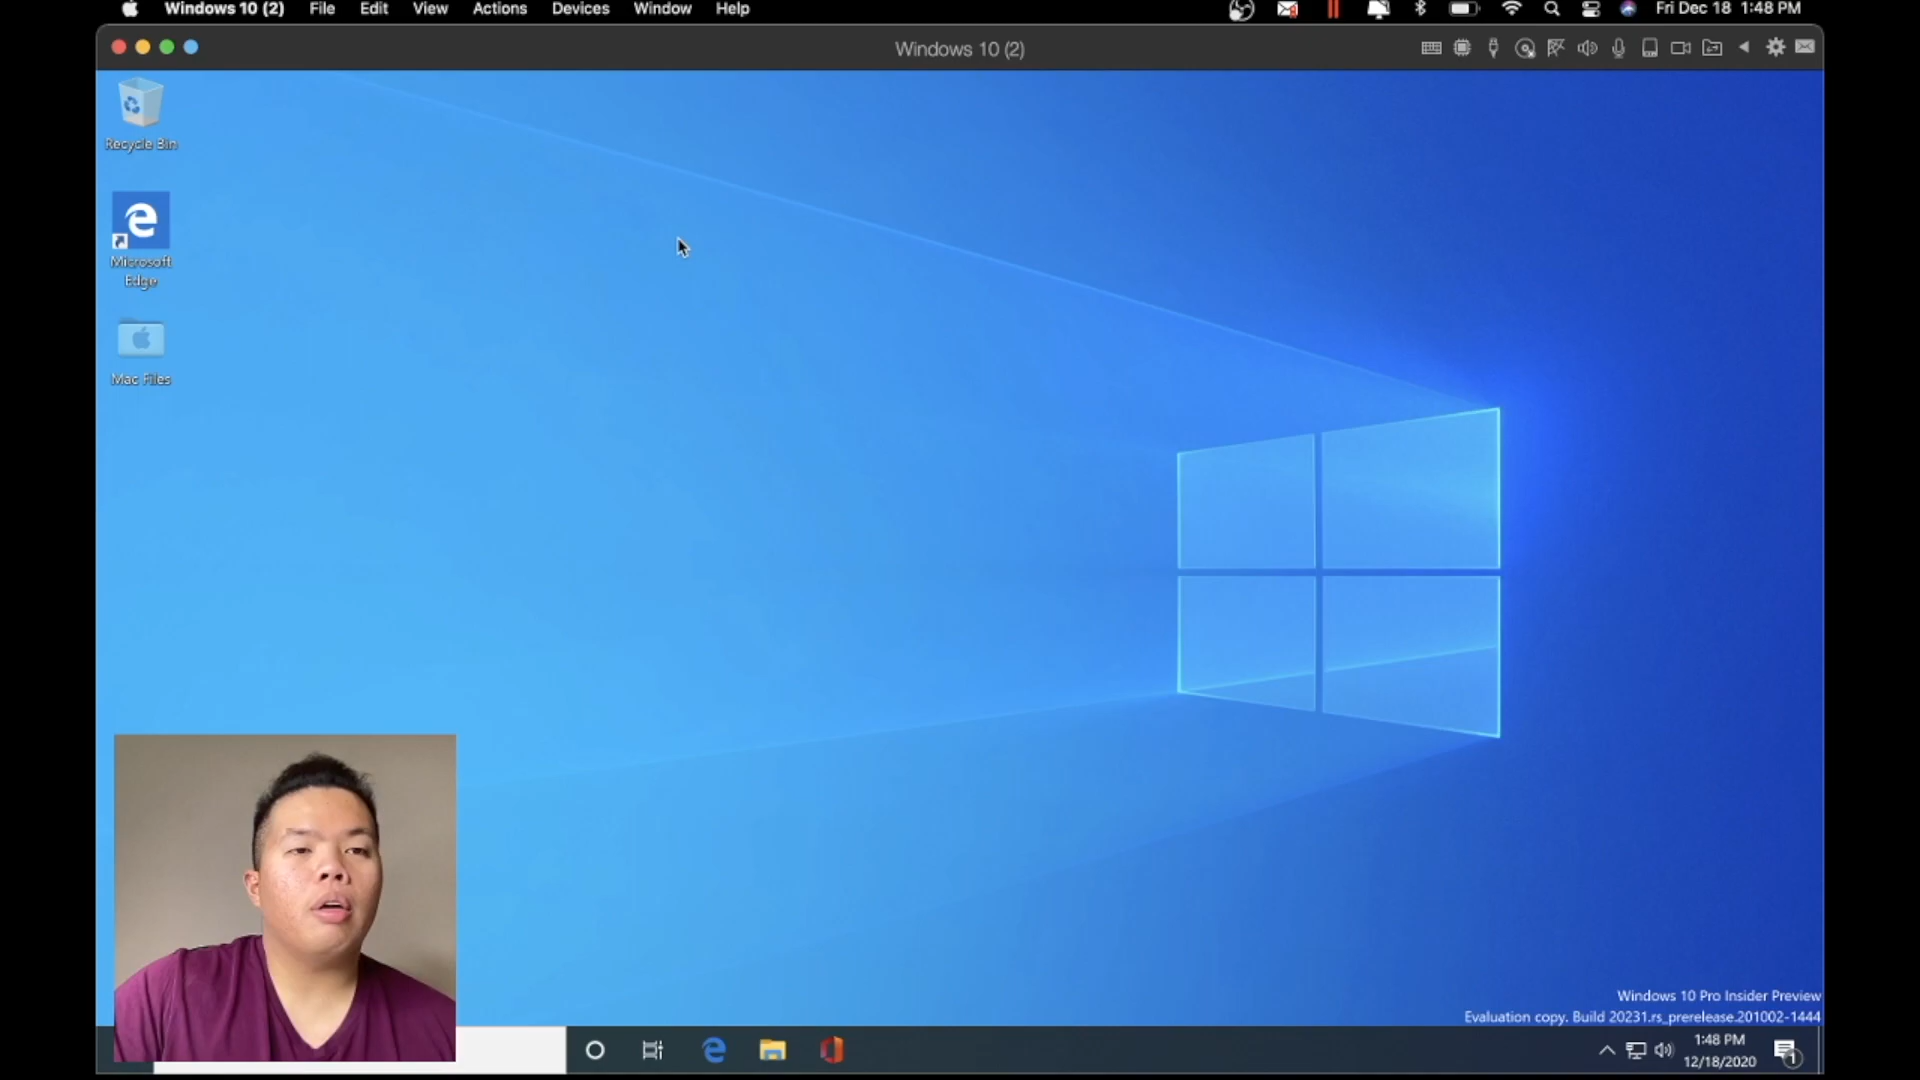 Windows 10 (2) File Edit View Actions Devices Window Help Fri Dec 18 1:48 PM
Windows 10 (2)
Recycle Bin
Microsoft
Edge
Mac Files
Windows 10 Pro Insider Preview
Evaluation copy. Build 20231.rs_prerelease.201002-1444
1:48 PM
12/18/2020
1